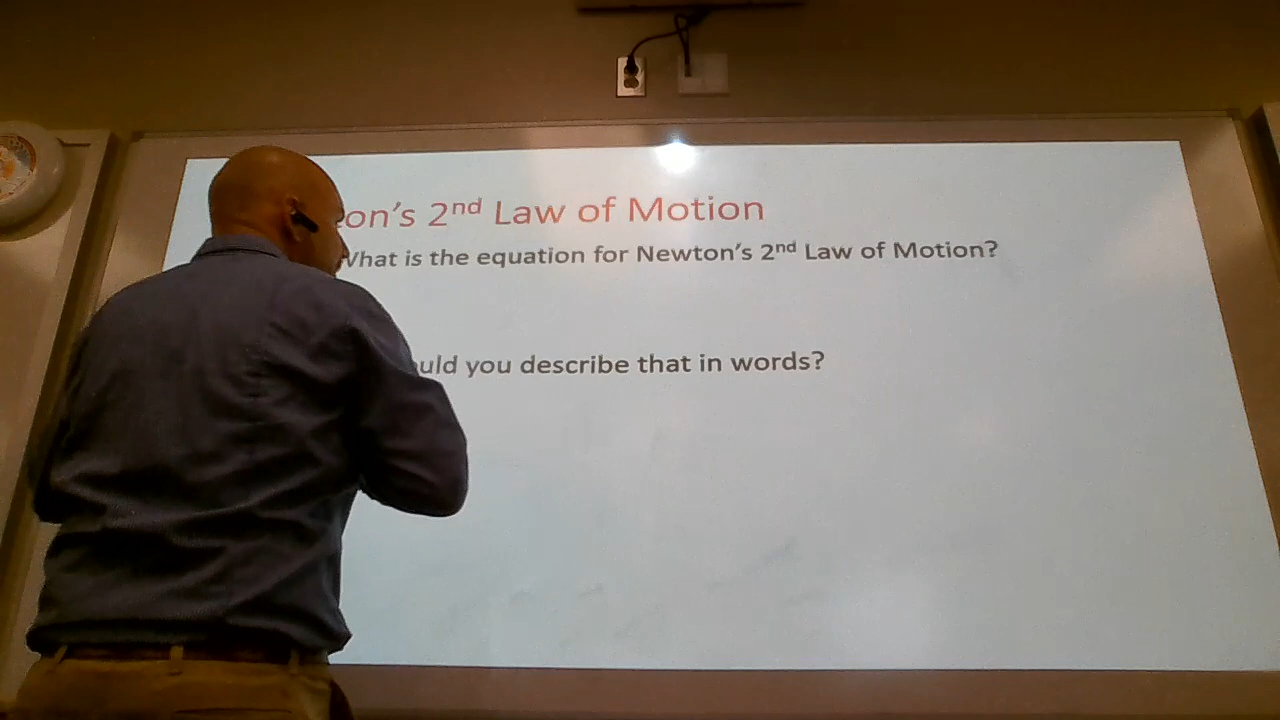 on's 2nd Law of Motion
What is the equation for Newton's 2nd Law of Motion?
uld you describe that in words?